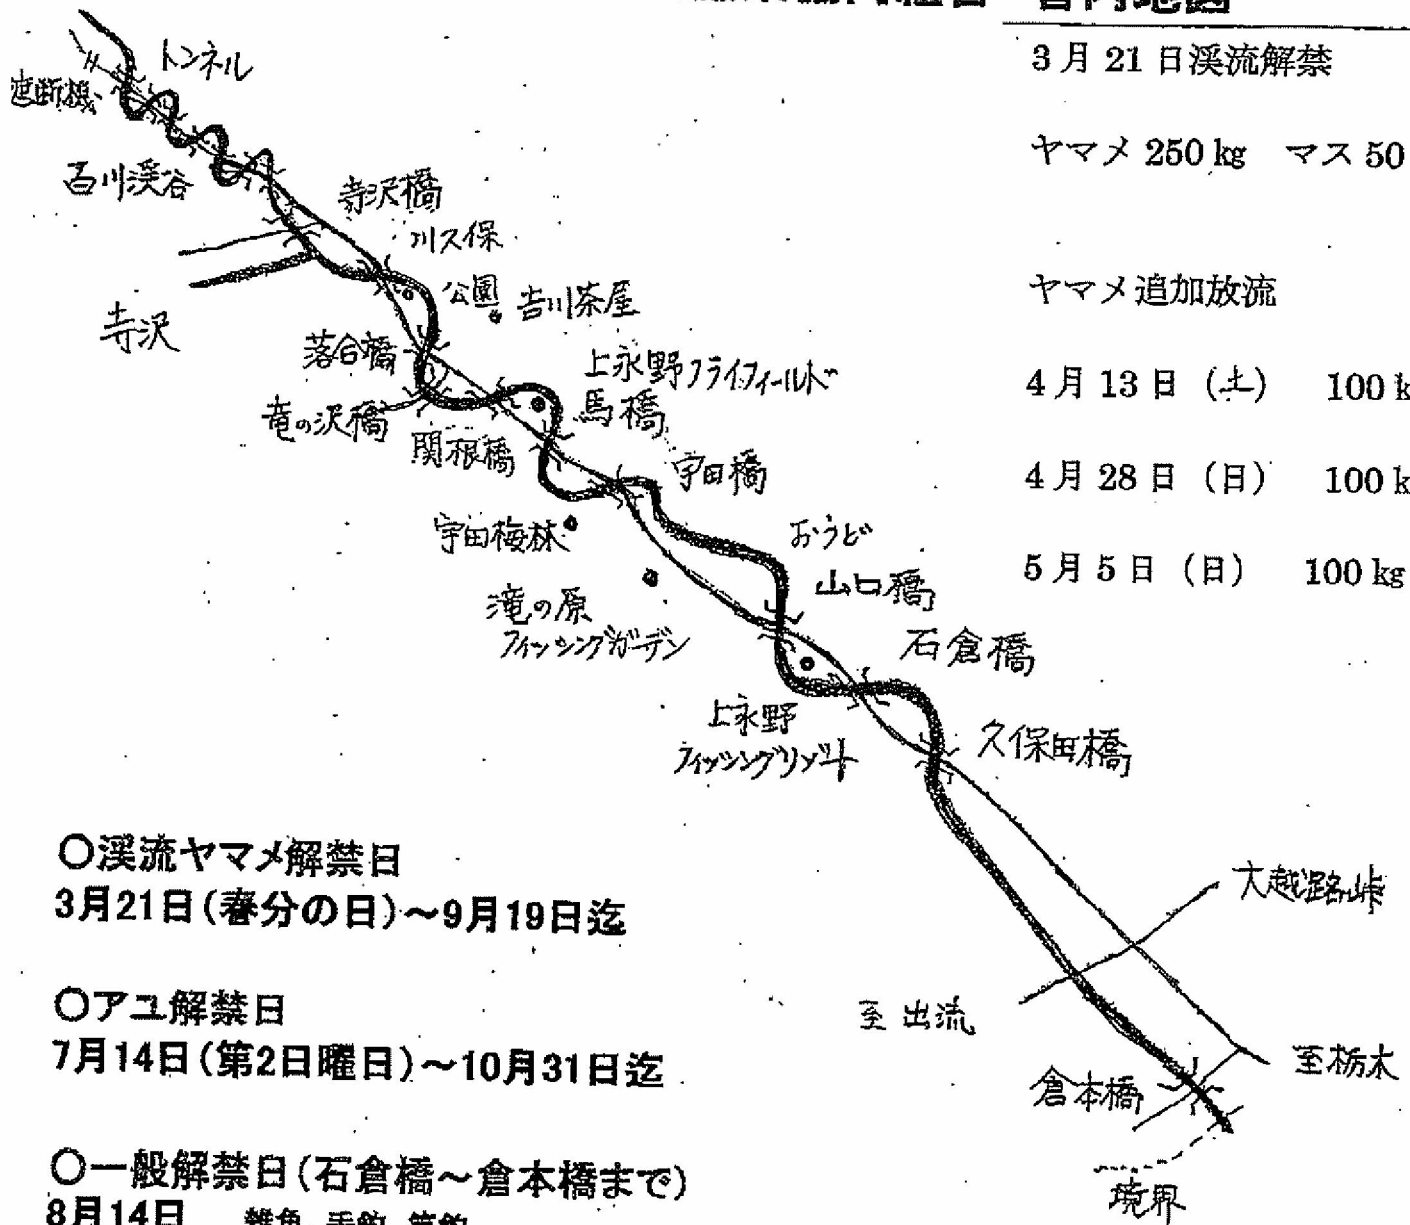 管内地図
3月21日渓流解禁
ヤマメ 250 kg マス 50
ヤマメ追加放流
4月13日（土） 100 k
4月28日（日） 100 k
5月5日（日） 100 kg
トンネル
遮断機
百川渓谷
寺沢橋
川久保
公園
吉川茶屋
寺沢
落合橋
上永野フライフィールド
竜の沢橋
馬橋
関根橋
宇田橋
宇田梅林
おうど
山口橋
滝の原
フィッシングガーデン
石倉橋
上永野
フィッシングリゾート
久保田橋
○渓流ヤマメ解禁日
3月21日(春分の日)～9月19日迄
大越路峠
○アユ解禁日
7月14日(第2日曜日)～10月31日迄
至 出流
至栃木
倉本橋
○一般解禁日(石倉橋～倉本橋まで)
8月14日
境界